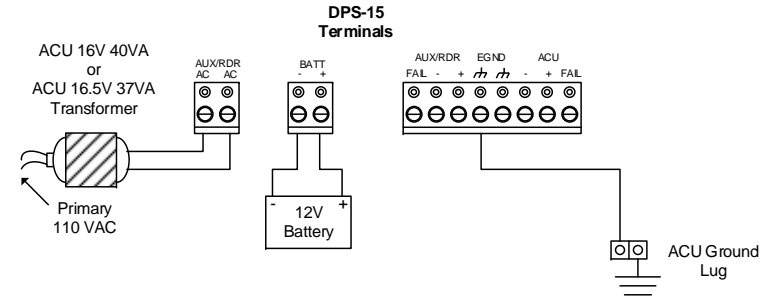 DPS-15
Terminals
ACU 16V 40VA
or
ACU 16.5V 37VA
Transformer
AUX/RDR
AC AC
BATT
- +
AUX/RDR EGND ACU
FAIL - + - + FAIL
- +
12V
Battery
Primary
110 VAC
ACU Ground
Lug